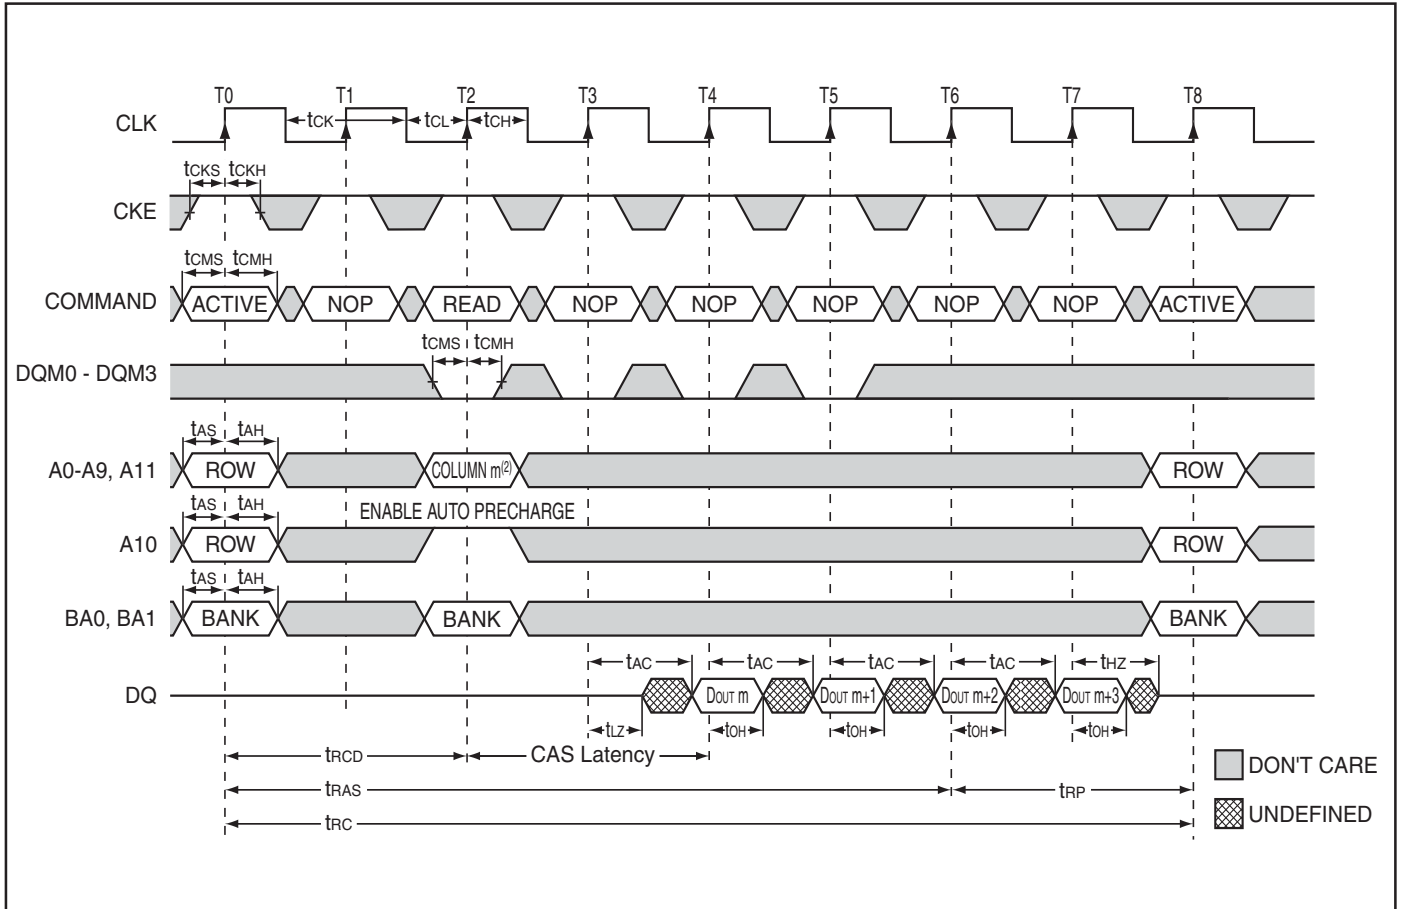 T0 T1 T2 T3 T4 T5 T6 T7 T8
CLK tCK tCL tCH
tCKS tCKH
CKE
tCMS tCMH
COMMAND ACTIVE NOP READ NOP NOP NOP NOP NOP ACTIVE
tCMS tCMH
DQM0 - DQM3
tAS tAH
A0-A9, A11 ROW COLUMN m(2) ROW
tAS tAH ENABLE AUTO PRECHARGE
A10 ROW ROW
tAS tAH
BA0, BA1 BANK BANK BANK
tAC tAC tAC tAC tHZ
DQ DOUT m DOUT m+1 DOUT m+2 DOUT m+3
tLZ tOH tOH tOH tOH
tRCD CAS Latency
DON'T CARE
tRAS tRP
UNDEFINED
tRC